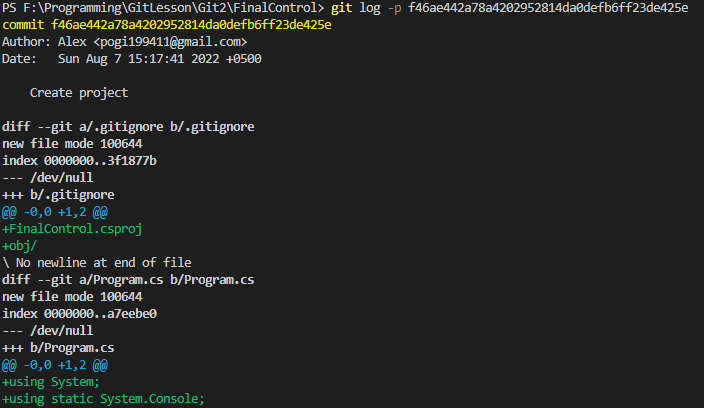 PS F:\Programming\GitLesson\Git2\FinalControl> git log -p f46ae442a78a4202952814da0defb6ff23de425e
commit f46ae442a78a4202952814da0defb6ff23de425e
Author: Alex <pogi199411@gmail.com>
Date:   Sun Aug 7 15:17:41 2022 +0500
    Create project
diff --git a/.gitignore b/.gitignore
new file mode 100644
index 0000000..3f1877b
--- /dev/null
+++ b/.gitignore
@@ -0,0 +1,2 @@
+FinalControl.csproj
+obj/
\ No newline at end of file
diff --git a/Program.cs b/Program.cs
new file mode 100644
index 0000000..a7eebe0
--- /dev/null
+++ b/Program.cs
@@ -0,0 +1,2 @@
+using System;
+using static System.Console;